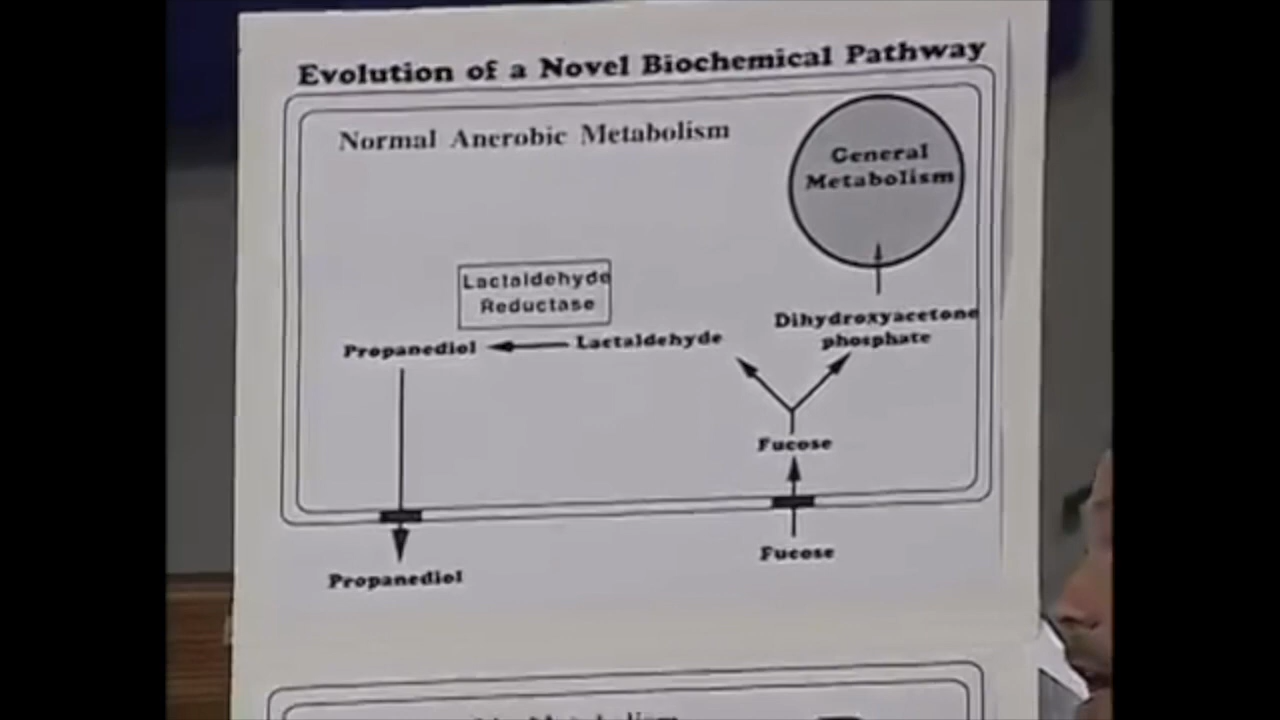 Evolution of a Novel Biochemical Pathway
Normal Anerobic Metabolism
General
Metabolism
Lactaldehyde
Reductase
Dihydroxyacetone
phosphate
Propanediol
Lactaldehyde
Fucose
Fucose
Propanediol
Metabolism